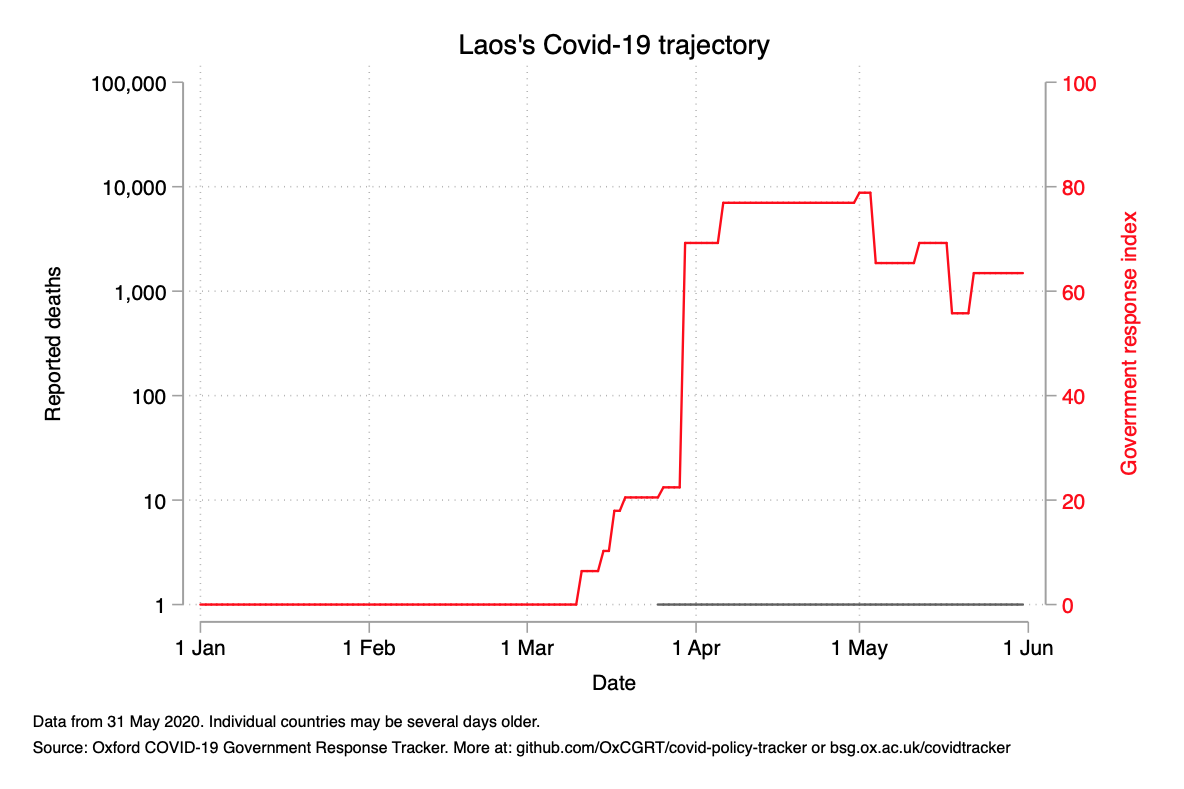 Laos's Covid-19 trajectory
100,000
10,000
1,000
100
10
1
Reported deaths
100
80
60
40
20
0
Government response index
1 Jan
1 Feb
1 Mar
1 Apr
1 May
1 Jun
Date
Data from 31 May 2020. Individual countries may be several days older.
Source: Oxford COVID-19 Government Response Tracker. More at: github.com/OxCGRT/covid-policy-tracker or bsg.ox.ac.uk/covidtracker